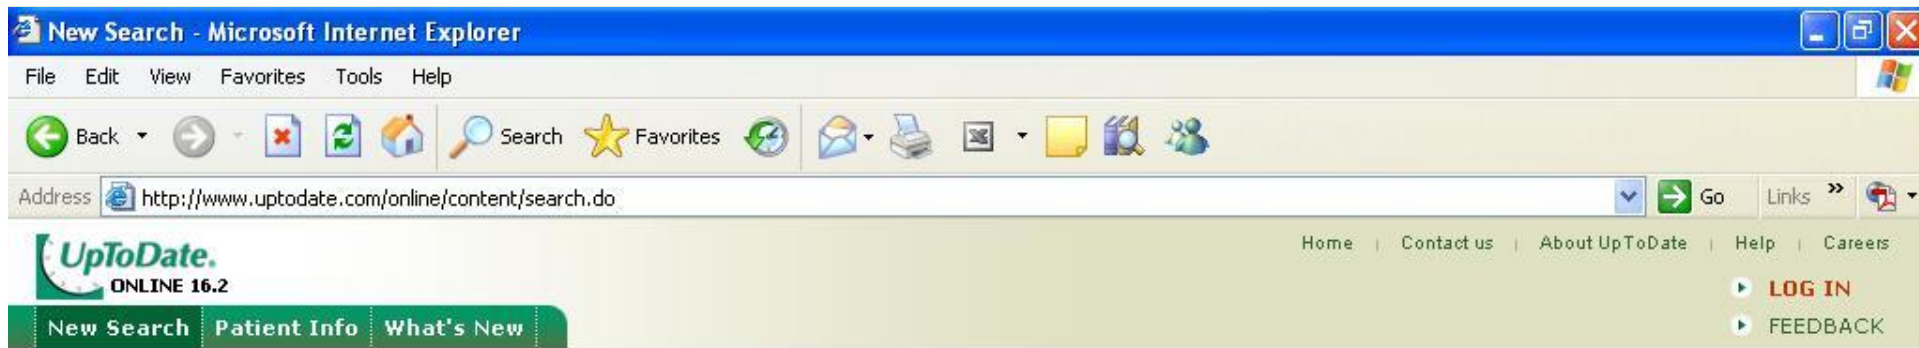 New Search - Microsoft Internet Explorer
File Edit View Favorites Tools Help
Back Search Favorites
Address http://www.uptodate.com/online/content/search.do Go Links »
UpToDate. Home | Contact us | About UpToDate | Help | Careers
ONLINE 16.2 LOG IN
New Search Patient Info What's New FEEDBACK